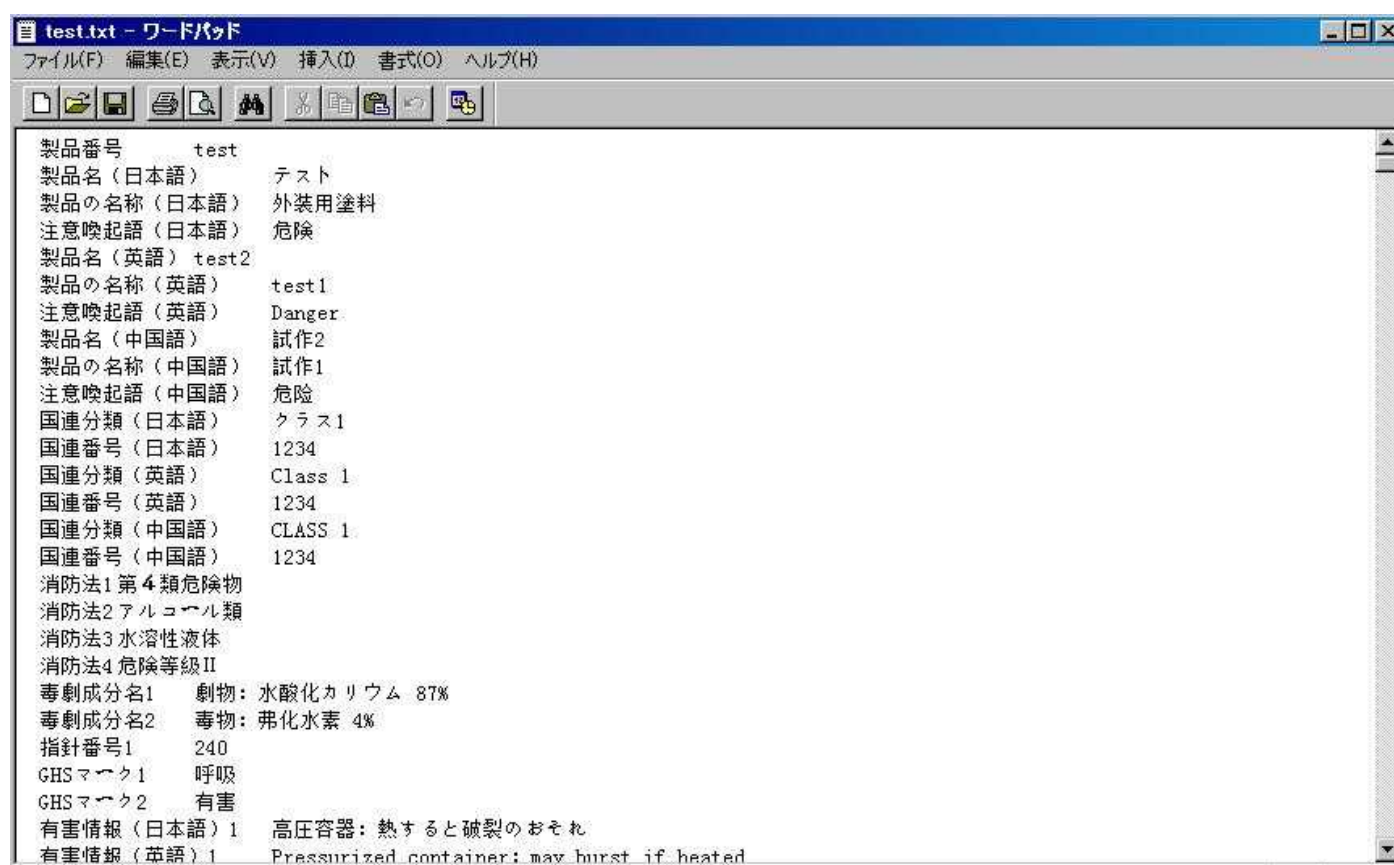 test.txt - ワードパッド
ファイル(F) 編集(E) 表示(V) 挿入(I) 書式(O) ヘルプ(H)
製品番号 test
製品名（日本語） テスト
製品の名称（日本語） 外装用塗料
注意喚起語（日本語） 危険
製品名（英語） test2
製品の名称（英語） test1
注意喚起語（英語） Danger
製品名（中国語） 試作2
製品の名称（中国語） 試作1
注意喚起語（中国語） 危险
国連分類（日本語） クラス1
国連番号（日本語） 1234
国連分類（英語） Class 1
国連番号（英語） 1234
国連分類（中国語） CLASS 1
国連番号（中国語） 1234
消防法1 第４類危険物
消防法2 アルコール類
消防法3 水溶性液体
消防法4 危険等級Ⅱ
毒劇成分名1 劇物: 水酸化カリウム 87%
毒劇成分名2 毒物: 弗化水素 4%
指針番号1 240
GHSマーク1 呼吸
GHSマーク2 有害
有害情報（日本語）1 高圧容器: 熱すると破裂のおそれ
有害情報（英語）1 Pressurized container: may burst if heated